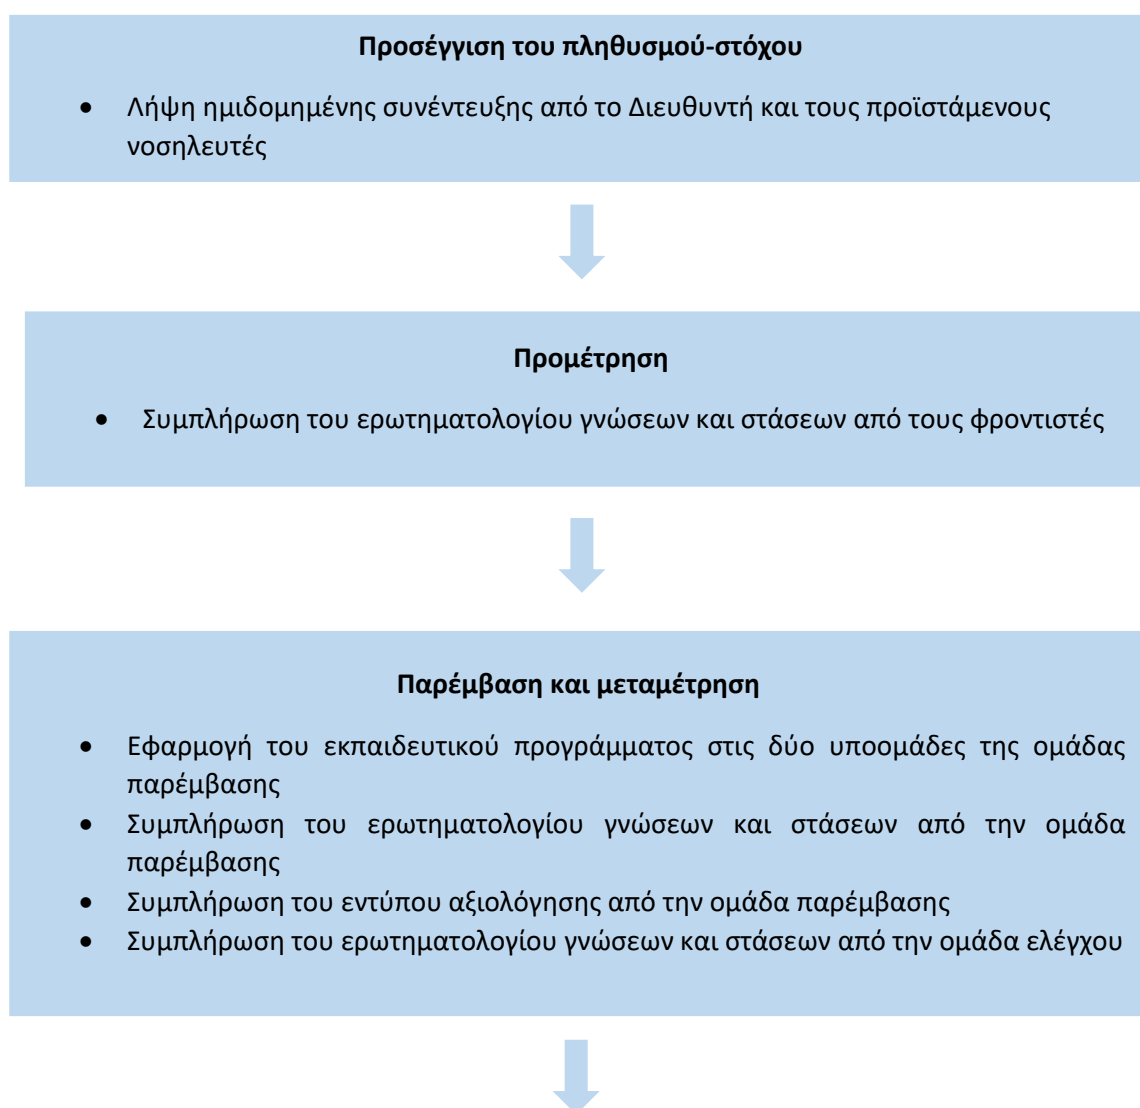 Προσέγγιση του πληθυσμού-στόχου
• Λήψη ημιδομημένης συνέντευξης από το Διευθυντή και τους προϊστάμενους
νοσηλευτές
Προμέτρηση
• Συμπλήρωση του ερωτηματολογίου γνώσεων και στάσεων από τους φροντιστές
Παρέμβαση και μεταμέτρηση
• Εφαρμογή του εκπαιδευτικού προγράμματος στις δύο υποομάδες της ομάδας
παρέμβασης
• Συμπλήρωση του ερωτηματολογίου γνώσεων και στάσεων από την ομάδα
παρέμβασης
• Συμπλήρωση του εντύπου αξιολόγησης από την ομάδα παρέμβασης
• Συμπλήρωση του ερωτηματολογίου γνώσεων και στάσεων από την ομάδα ελέγχου